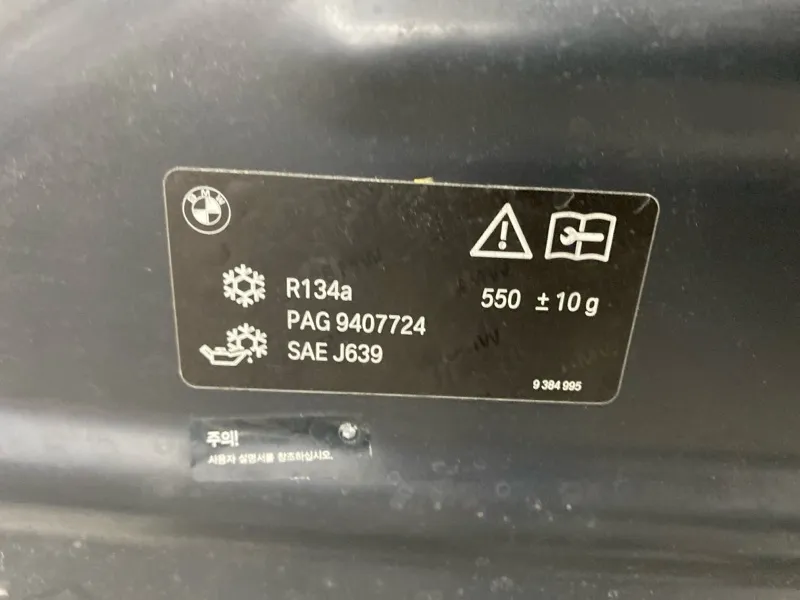 BMW
R134a
550 ± 10 g
PAG 9407724
SAE J639
9 384 995
주의!
사용자 설명서를 참조하십시오.